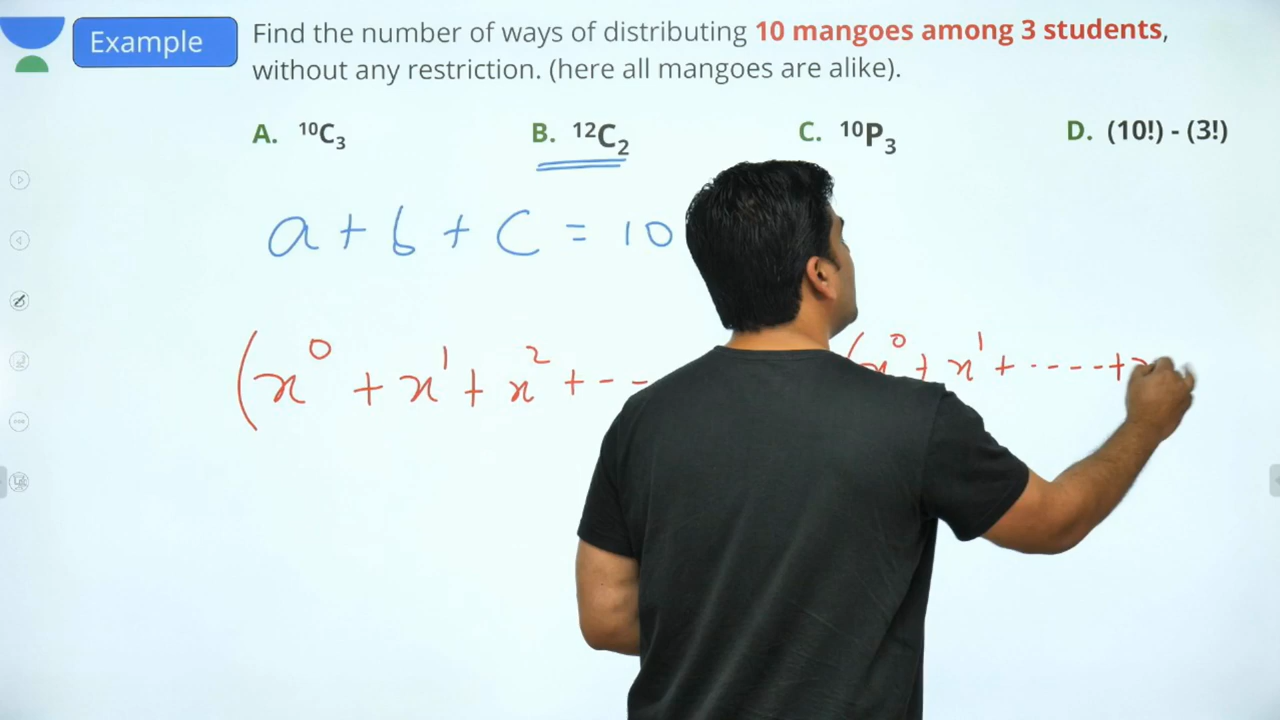 Example
Find the number of ways of distributing 10 mangoes among 3 students,
without any restriction. (here all mangoes are alike).
A. ¹⁰C₃ B. ¹²C₂ C. ¹⁰P₃ D. (10!) - (3!)
a + b + c = 10
(x⁰ + x¹ + x² + -- (x⁰ + x¹ + ---- +